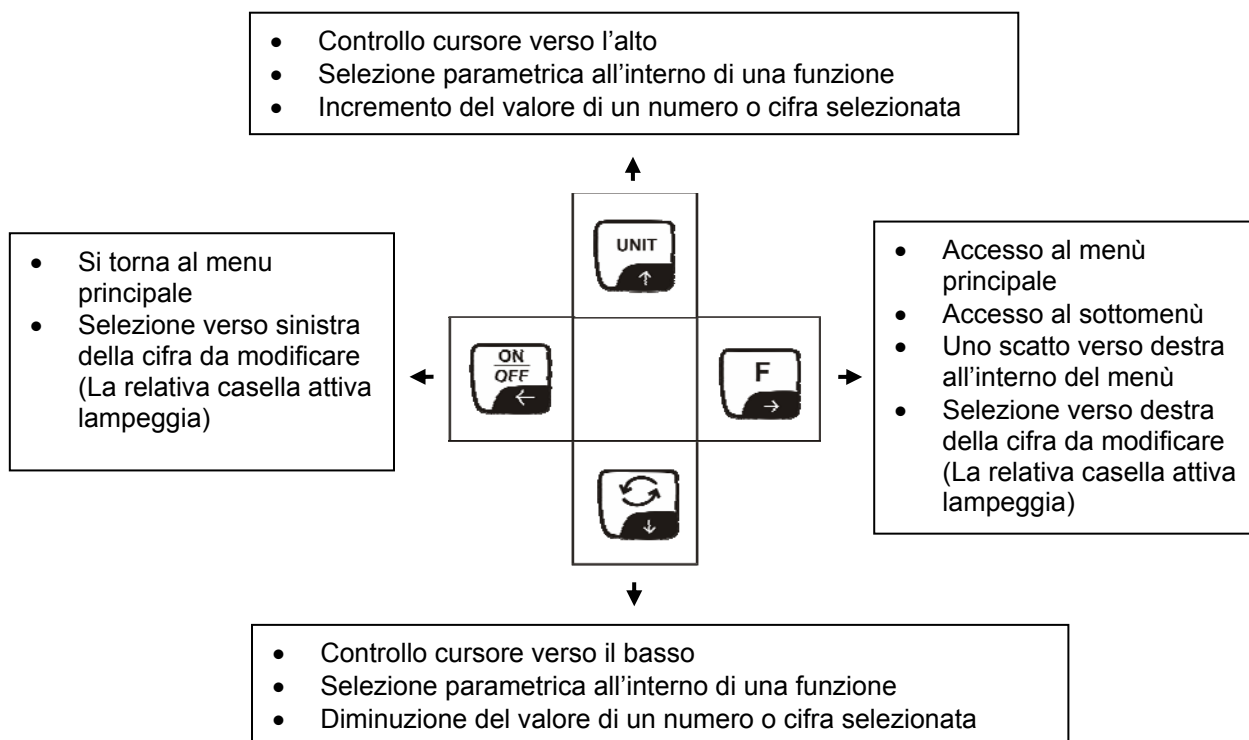 • Controllo cursore verso l’alto
• Selezione parametrica all’interno di una funzione
• Incremento del valore di un numero o cifra selezionata
UNIT
↑
• Si torna al menu
principale
• Selezione verso sinistra
della cifra da modificare
(La relativa casella attiva
lampeggia)
ON
OFF
←
F
→
• Accesso al menù
principale
• Accesso al sottomenù
• Uno scatto verso destra
all’interno del menù
• Selezione verso destra
della cifra da modificare
(La relativa casella attiva
lampeggia)
↓
• Controllo cursore verso il basso
• Selezione parametrica all’interno di una funzione
• Diminuzione del valore di un numero o cifra selezionata